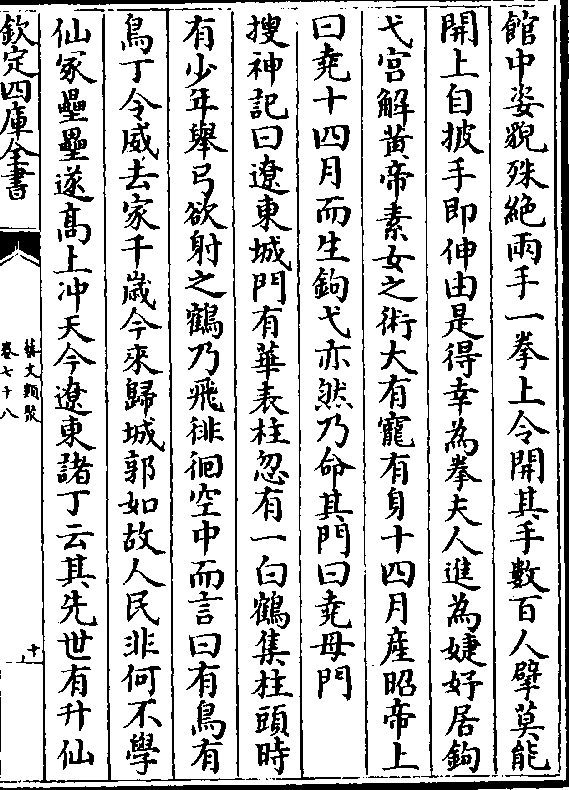 館中姿貌殊絶兩手一拳上令開其手數百人擘莫能
開上自披手即伸由是得幸為拳夫人進為婕妤居鉤
弋宫解黄帝素女之術大有寵有身十四月産昭帝上
曰堯十四月而生鉤弋亦然乃命其門曰堯母門
搜神記曰遼東城門有華表柱忽有一白鶴集柱頭時
有少年舉弓欲射之鶴乃飛徘徊空中而言曰有鳥有
鳥丁令威去家千嵗今來歸城郭如故人民非何不學
仙冢壘壘遂髙上冲天今遼東諸丁云其先世有升仙
欽定四庫全書
藝文類聚
卷七十八
十